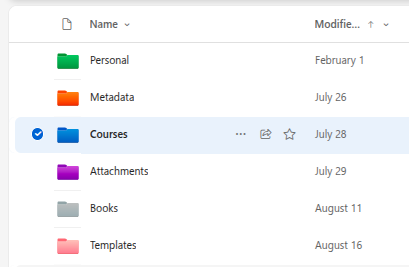 Name Modifie...
Personal February 1
Metadata July 26
Courses July 28
Attachments July 29
Books August 11
Templates August 16